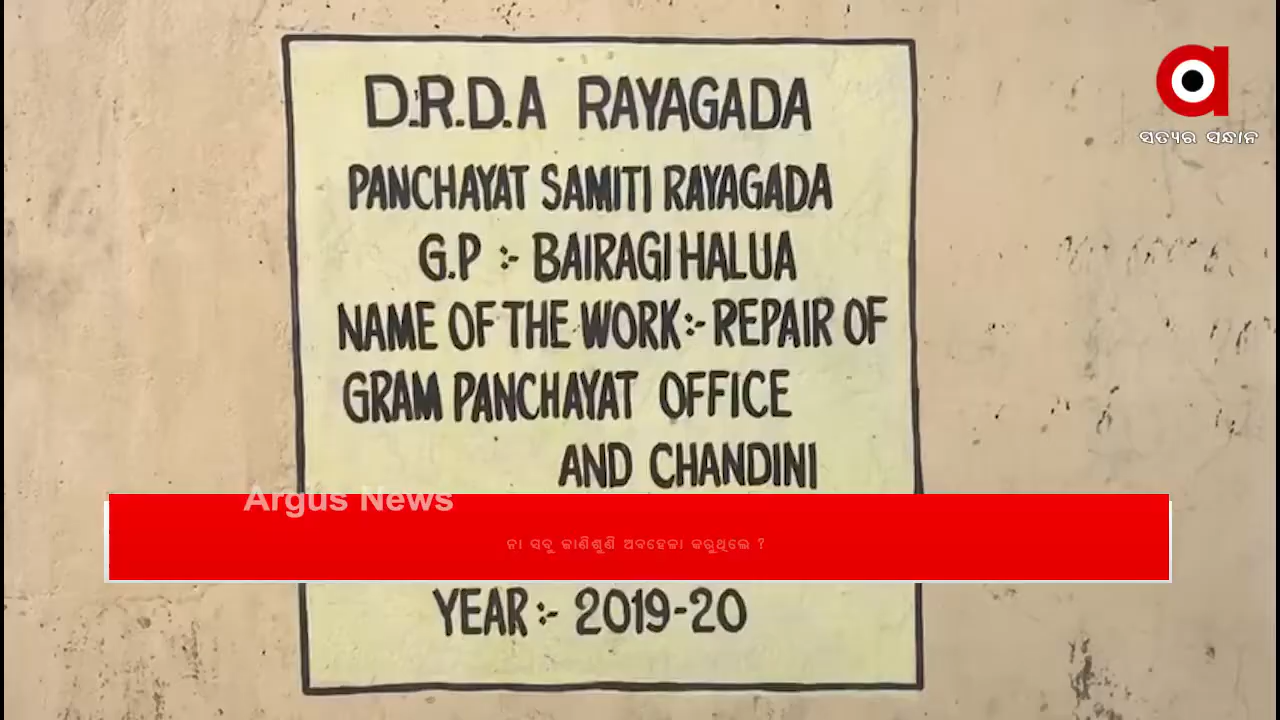 D.R.D.A RAYAGADA
ସତ୍ୟର ସନ୍ଧାନ
PANCHAYAT SAMITI RAYAGADA
G.P :- BAIRAGI HALUA
NAME OF THE WORK:- REPAIR OF
GRAM PANCHAYAT OFFICE
AND CHANDINI
Argus News
ନା ସବୁ ଜାଣିଶୁଣି ଅବହେଳା କରୁଥିଲେ ?
YEAR:- 2019-20